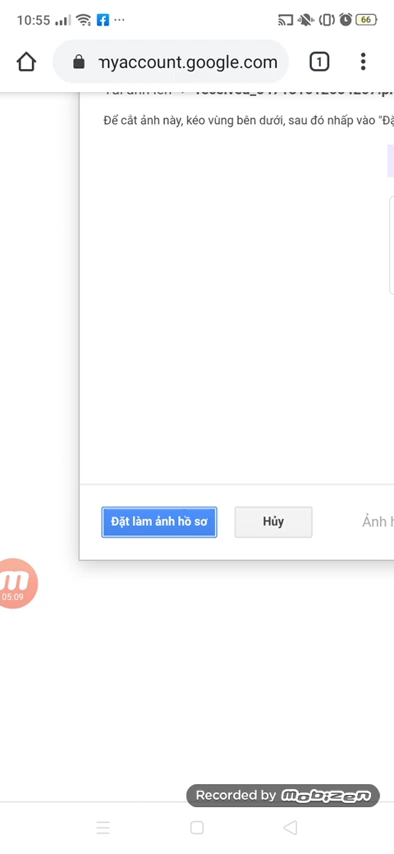 10:55
66
nyaccount.google.com
1
Để cắt ảnh này, kéo vùng bên dưới, sau đó nhấp vào "Đặ
Đặt làm ảnh hồ sơ
Hủy
Ảnh h
05:09
Recorded by mobizen